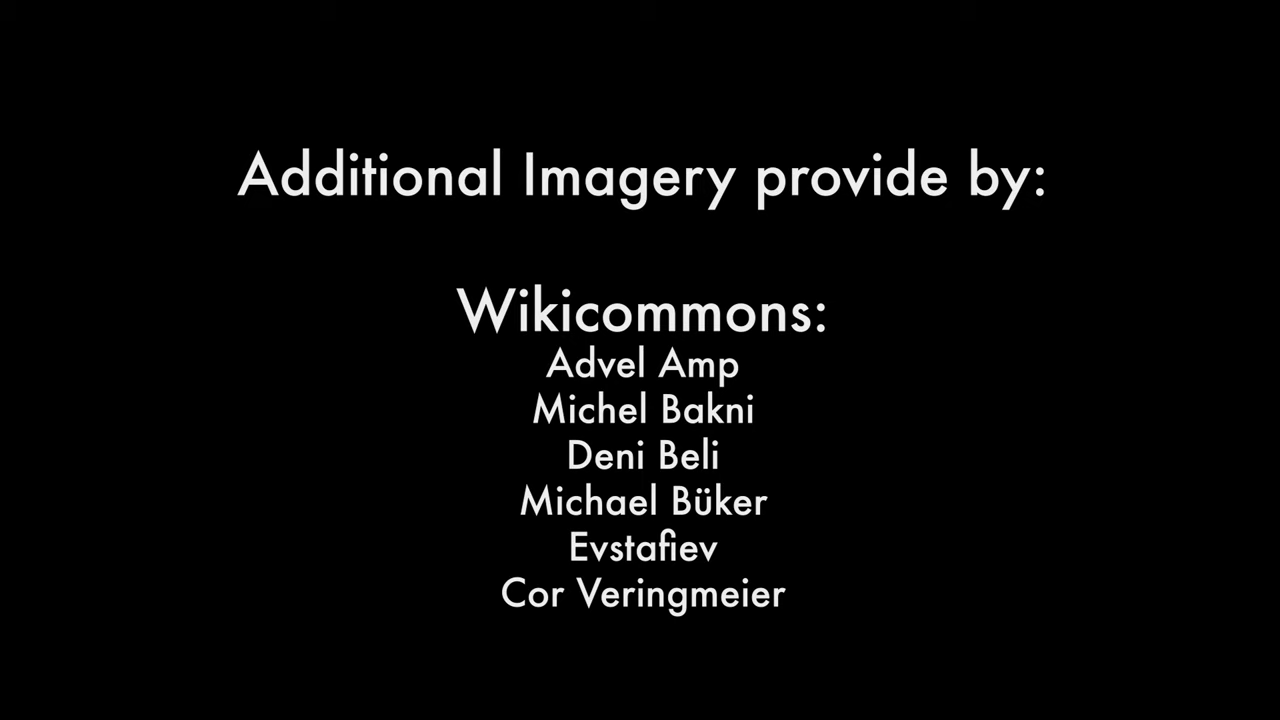 Additional Imagery provide by:
Wikicommons:
Advel Amp
Michel Bakni
Deni Beli
Michael Büker
Evstafiev
Cor Veringmeier